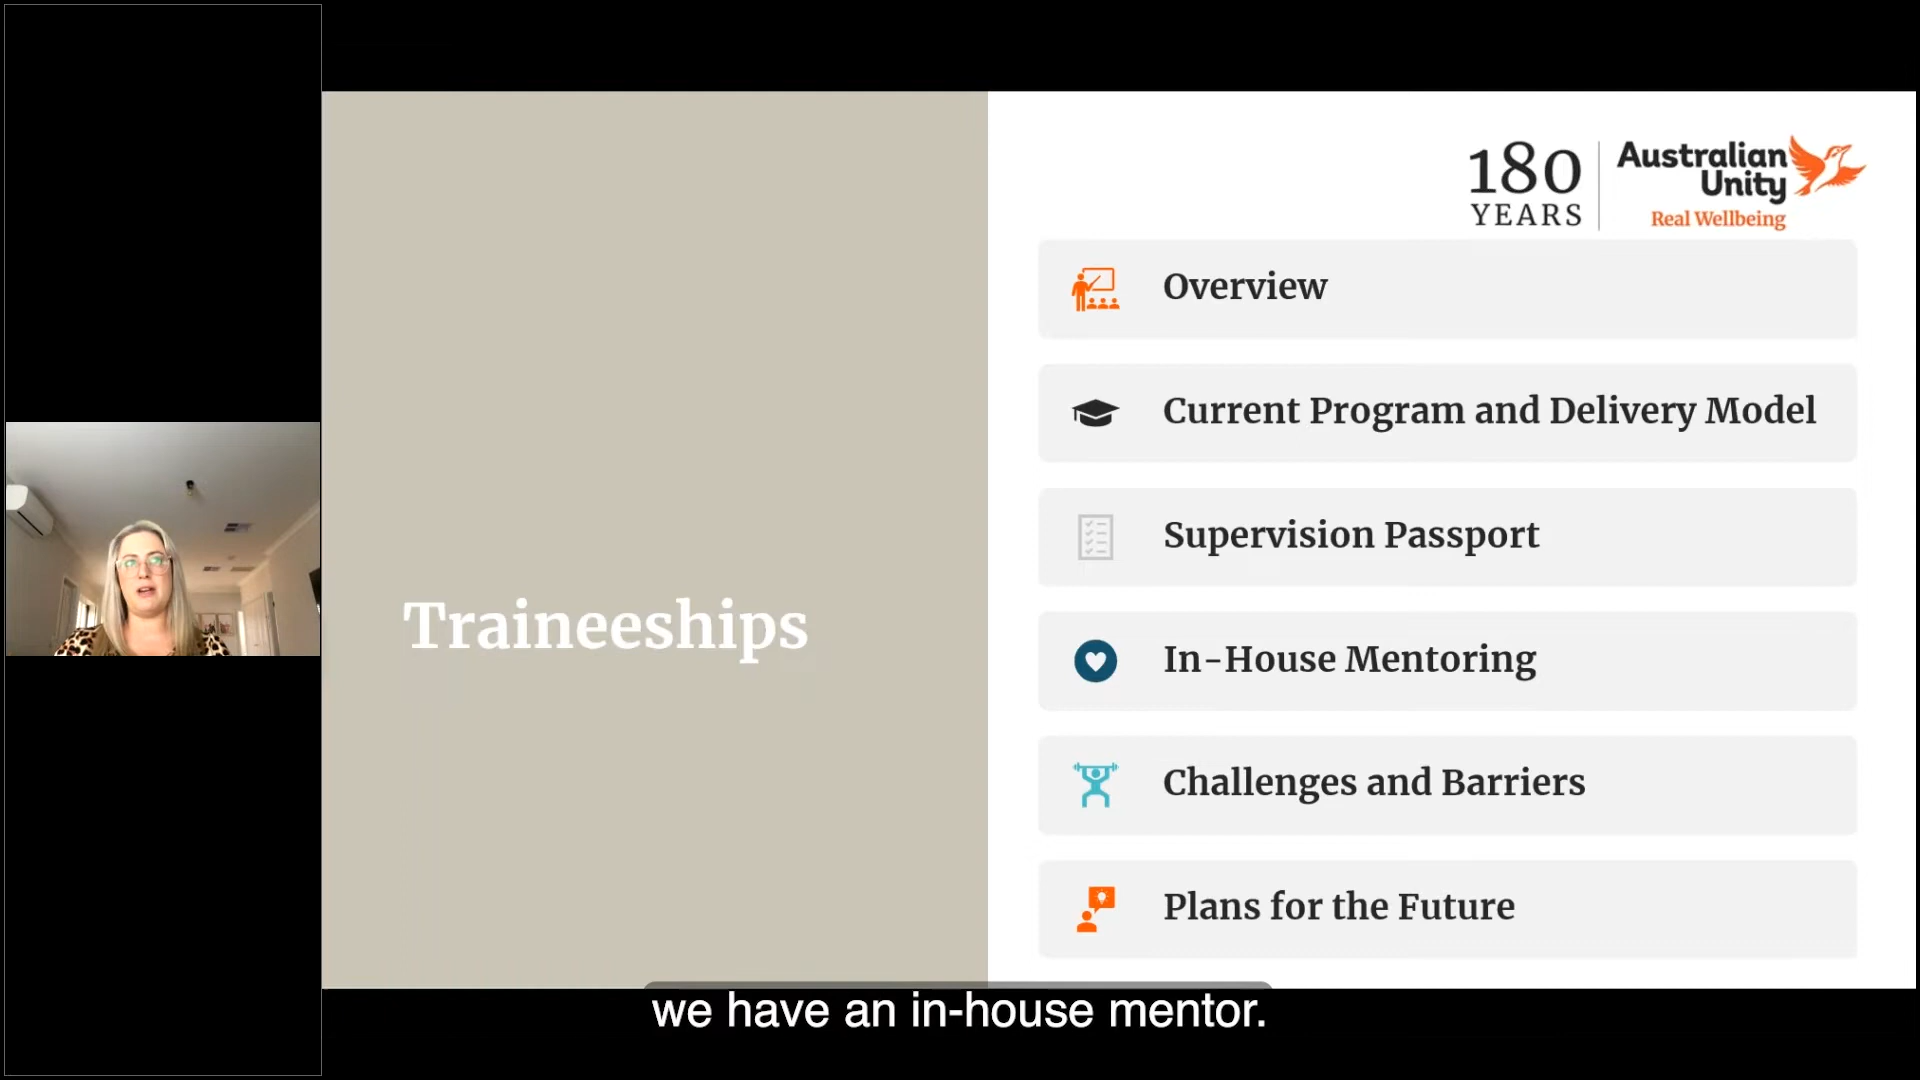 180
YEARS
Australian
Unity
Real Wellbeing
Traineeships
Overview
Current Program and Delivery Model
Supervision Passport
In-House Mentoring
Challenges and Barriers
Plans for the Future
we have an in-house mentor.